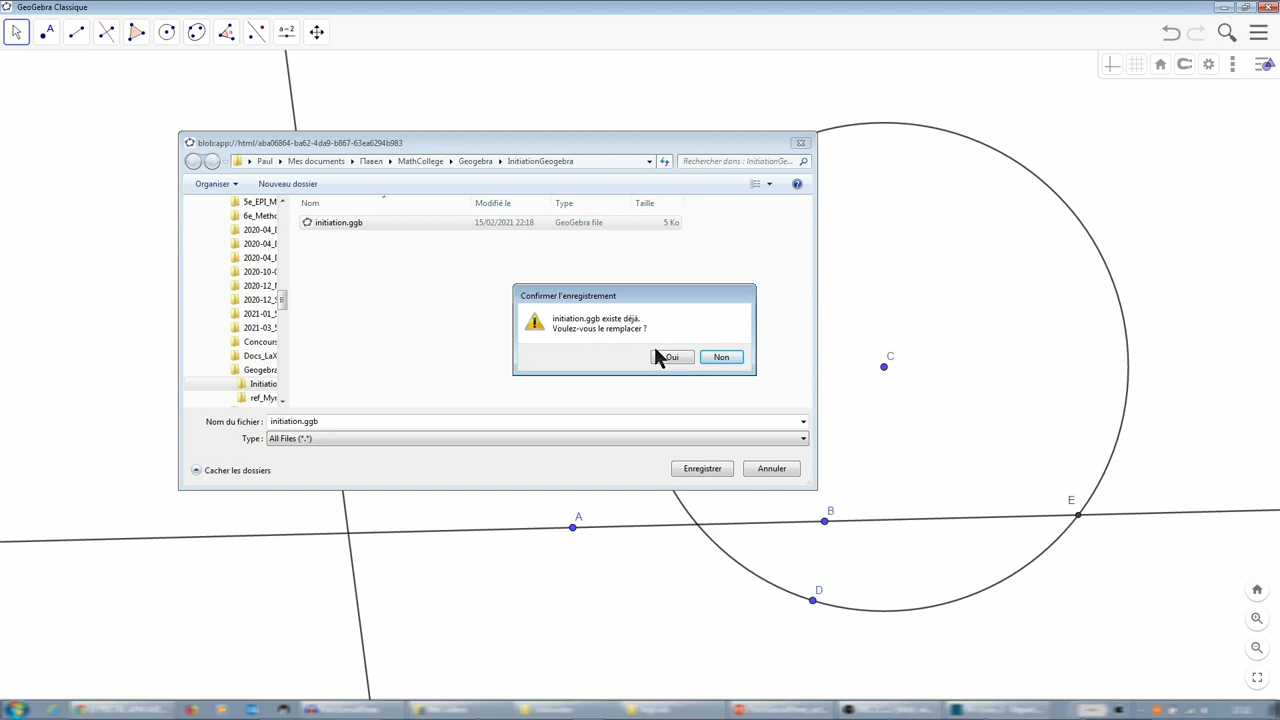 GeoGebra Classique
a=2
blob:app://html/aba06864-ba62-4da9-b867-63ea6294b983
Paul
Mes documents
Павел
MathCollege
Geogebra
InitiationGeogebra
Rechercher dans : InitiationGe...
Organiser
Nouveau dossier
Nom
Modifié le
Type
Taille
5e_EPI_M
6e_Metho
2020-04_
2020-04_
2020-04_
2020-10-0
2020-12_
2020-12_
2021-01_
2021-03_
Concours
Docs_LaX
Geogebra
Initiatio
ref_Myr
initiation.ggb
15/02/2021 22:18
GeoGebra file
5 Ko
Confirmer l'enregistrement
initiation.ggb existe déjà.
Voulez-vous le remplacer ?
Oui
Non
Nom du fichier :
initiation.ggb
Type :
All Files (*.*)
Cacher les dossiers
Enregistrer
Annuler
C
A
B
E
D